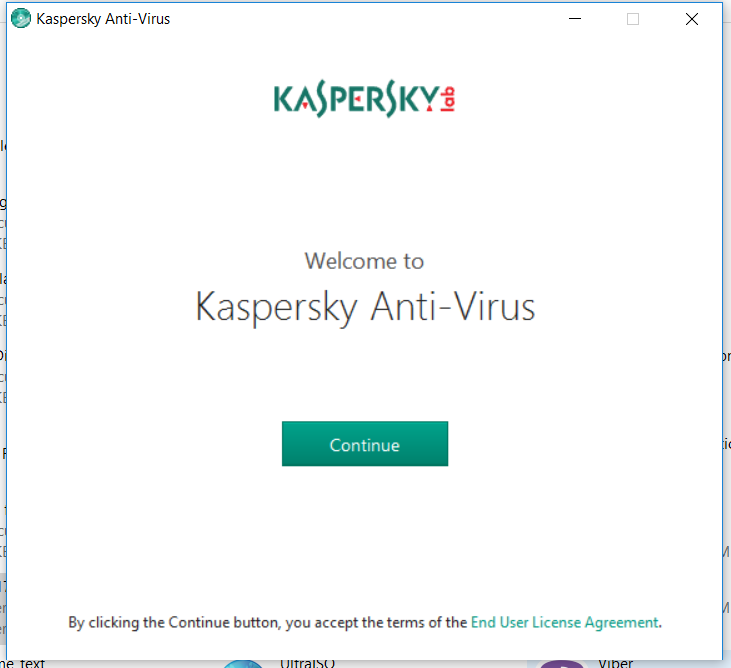 Kaspersky Anti-Virus
KASPERSKY lab
Welcome to
Kaspersky Anti-Virus
Continue
By clicking the Continue button, you accept the terms of the End User License Agreement.
UltraISO
Viber